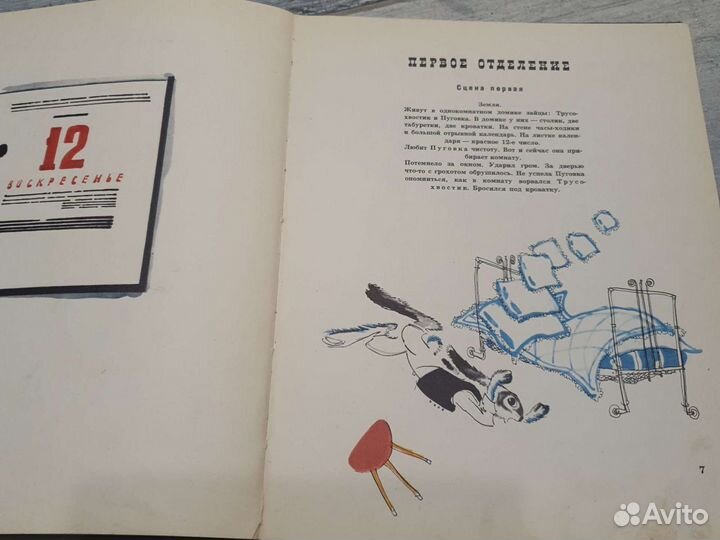 12
ВОСКРЕСЕНЬЕ
ПЕРВОЕ ОТДЕЛЕНИЕ
Сцена первая
Земля.
Живут в однокомнатном домике зайцы: Трусо-
хвостик и Пуговка. В домике у них — столик, две
табуретки, две кроватки. На стене часы-ходики
и большой отрывной календарь. На листке кален-
даря — красное 12-е число.
Любит Пуговка чистоту. Вот и сейчас она при-
бирает комнату.
Потемнело за окном. Ударил гром. За дверью
что-то с грохотом обрушилось. Не успела Пуговка
опомниться, как в комнату ворвался Трусо-
хвостик. Бросился под кроватку.
7
Avito